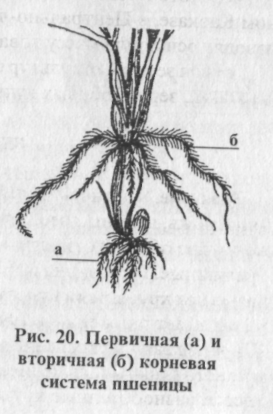 б
а
Рис. 20. Первичная (а) и
вторичная (б) корневая
система пшеницы